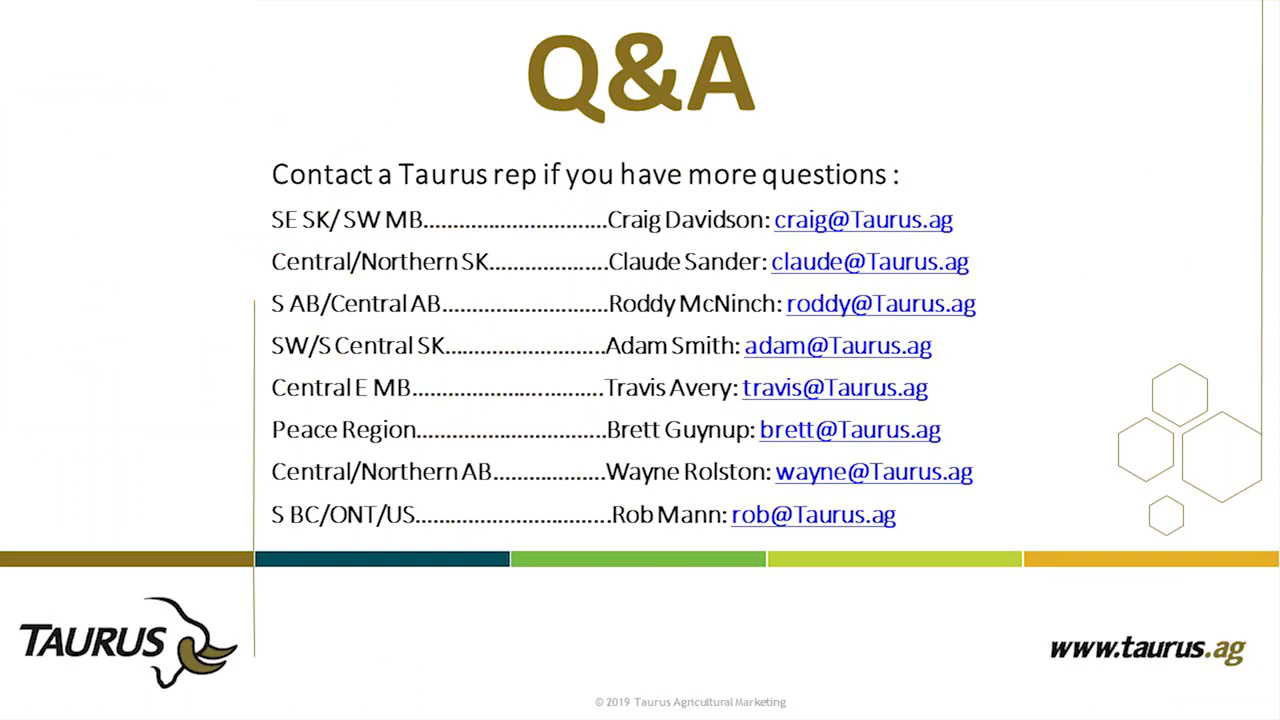 Q&A
Contact a Taurus rep if you have more questions :
SE SK/ SW MB...............................Craig Davidson: craig@Taurus.ag
Central/Northern SK....................Claude Sander: claude@Taurus.ag
S AB/Central AB............................Roddy McNinch: roddy@Taurus.ag
SW/S Central SK...........................Adam Smith: adam@Taurus.ag
Central E MB................................Travis Avery: travis@Taurus.ag
Peace Region................................Brett Guynup: brett@Taurus.ag
Central/Northern AB...................Wayne Rolston: wayne@Taurus.ag
S BC/ONT/US.................................Rob Mann: rob@Taurus.ag
TAURUS
www.taurus.ag
© 2019 Taurus Agricultural Marketing